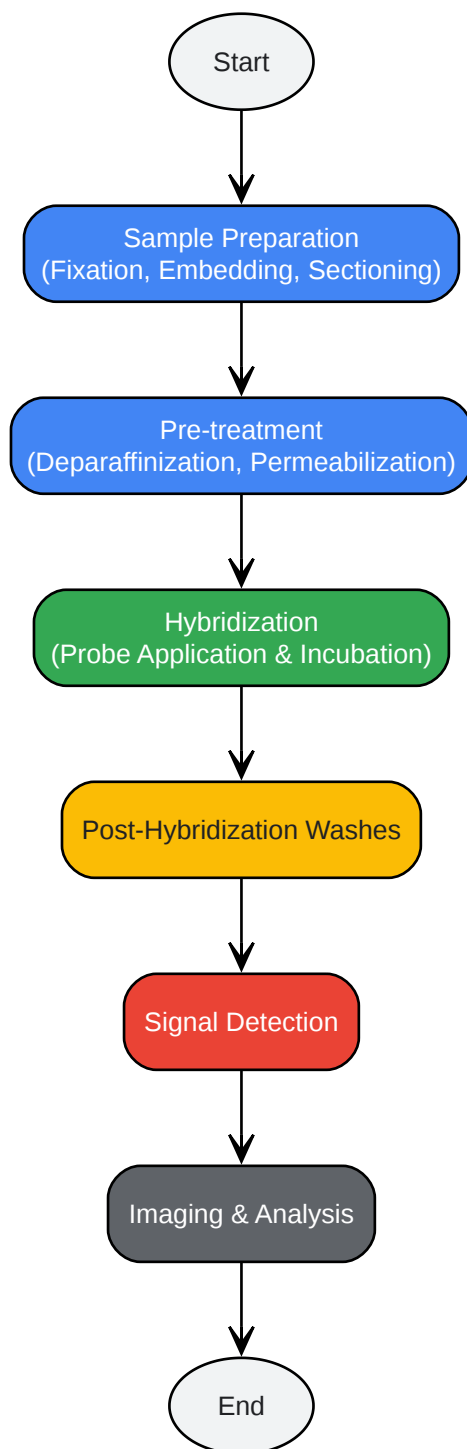 Start
Sample Preparation
(Fixation, Embedding, Sectioning)
Pre-treatment
(Deparaffinization, Permeabilization)
Hybridization
(Probe Application & Incubation)
Post-Hybridization Washes
Signal Detection
Imaging & Analysis
End